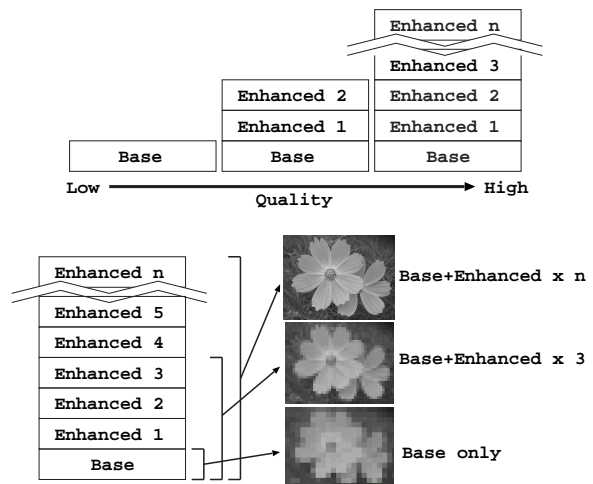 Enhanced n
Enhanced 3
Enhanced 2
Enhanced 2
Enhanced 1
Enhanced 1
Base
Base
Base
Low
Quality
High
Enhanced n
Enhanced 5
Enhanced 4
Enhanced 3
Enhanced 2
Enhanced 1
Base
Base+Enhanced x n
Base+Enhanced x 3
Base only